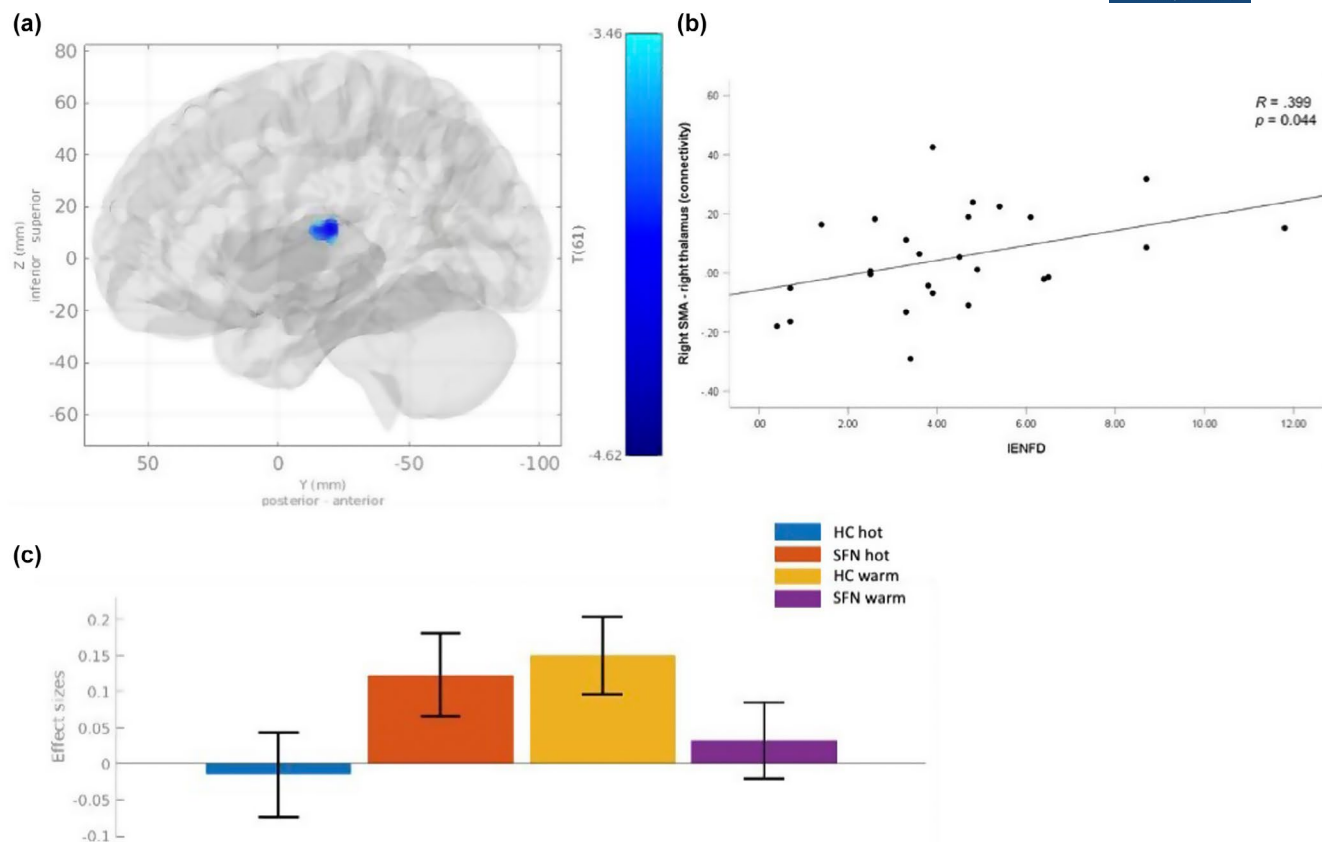 (a)
80
60
40
20
0
-20
-40
-60
Z (mm)
inferior superior
50
0
-50
-100
Y (mm)
posterior - anterior
-3.46
-4.62
T(61)
(b)
R = .399
p = 0.044
60
40
.20
.00
-.20
-.40
Right SMA - right thalamus (connectivity)
00
2.00
4.00
6.00
8.00
10.00
12.00
IENFD
(c)
HC hot
SFN hot
HC warm
SFN warm
0.2
0.15
0.1
0.05
0
-0.05
-0.1
Effect sizes